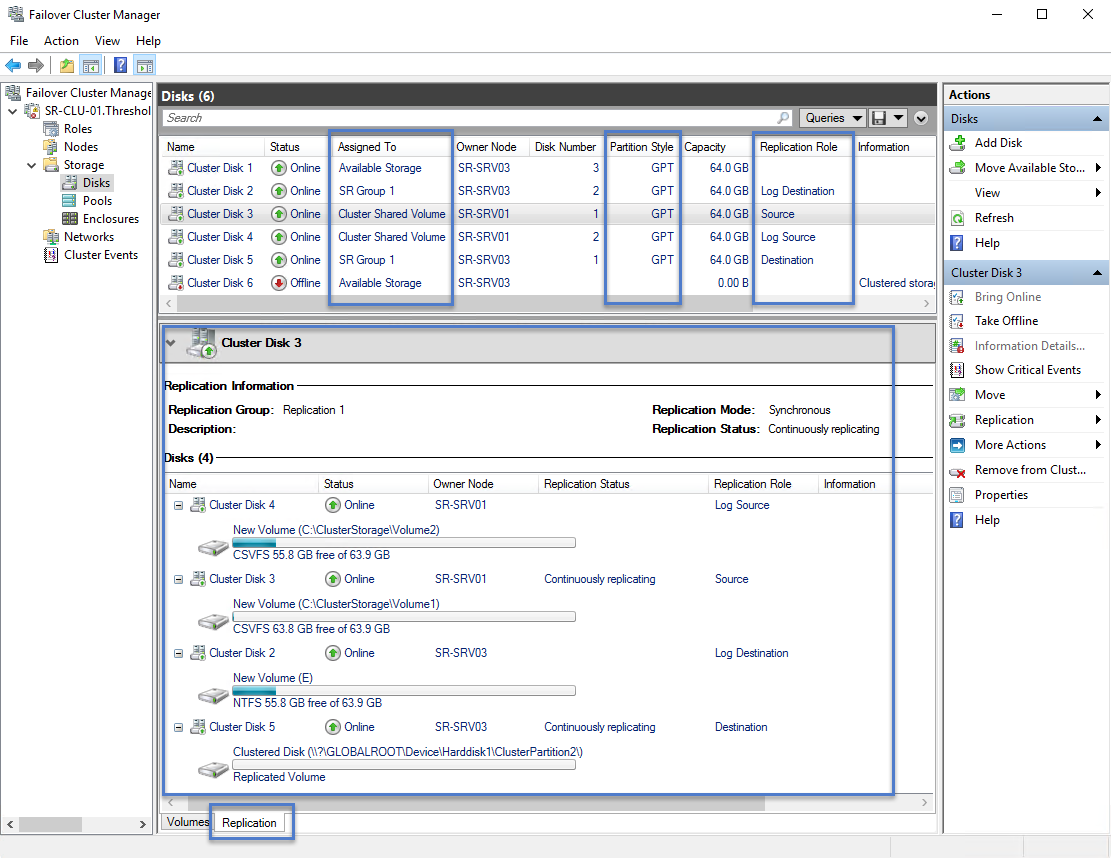 Failover Cluster Manager
File Action View Help
Failover Cluster Manage
SR-CLU-01.Threshol
Roles
Nodes
Storage
Disks
Pools
Enclosures
Networks
Cluster Events
Disks (6)
Search
Queries
Name Status Assigned To Owner Node Disk Number Partition Style Capacity Replication Role Information
Cluster Disk 1 Online Available Storage SR-SRV03 3 GPT 64.0 GB
Cluster Disk 2 Online SR Group 1 SR-SRV03 2 GPT 64.0 GB Log Destination
Cluster Disk 3 Online Cluster Shared Volume SR-SRV01 1 GPT 64.0 GB Source
Cluster Disk 4 Online Cluster Shared Volume SR-SRV01 2 GPT 64.0 GB Log Source
Cluster Disk 5 Online SR Group 1 SR-SRV03 1 GPT 64.0 GB Destination
Cluster Disk 6 Offline Available Storage SR-SRV03 0.00 B Clustered storag
Cluster Disk 3
Replication Information
Replication Group: Replication 1 Replication Mode: Synchronous
Description: Replication Status: Continuously replicating
Disks (4)
Name Status Owner Node Replication Status Replication Role Information
Cluster Disk 4 Online SR-SRV01 Log Source
New Volume (C:\ClusterStorage\Volume2)
CSVFS 55.8 GB free of 63.9 GB
Cluster Disk 3 Online SR-SRV01 Continuously replicating Source
New Volume (C:\ClusterStorage\Volume1)
CSVFS 63.8 GB free of 63.9 GB
Cluster Disk 2 Online SR-SRV03 Log Destination
New Volume (E)
NTFS 55.8 GB free of 63.9 GB
Cluster Disk 5 Online SR-SRV03 Continuously replicating Destination
Clustered Disk (\\?\GLOBALROOT\Device\Harddisk1\ClusterPartition2\)
Replicated Volume
Volumes Replication
Actions
Disks
Add Disk
Move Available Sto...
View
Refresh
Help
Cluster Disk 3
Bring Online
Take Offline
Information Details...
Show Critical Events
Move
Replication
More Actions
Remove from Clust...
Properties
Help